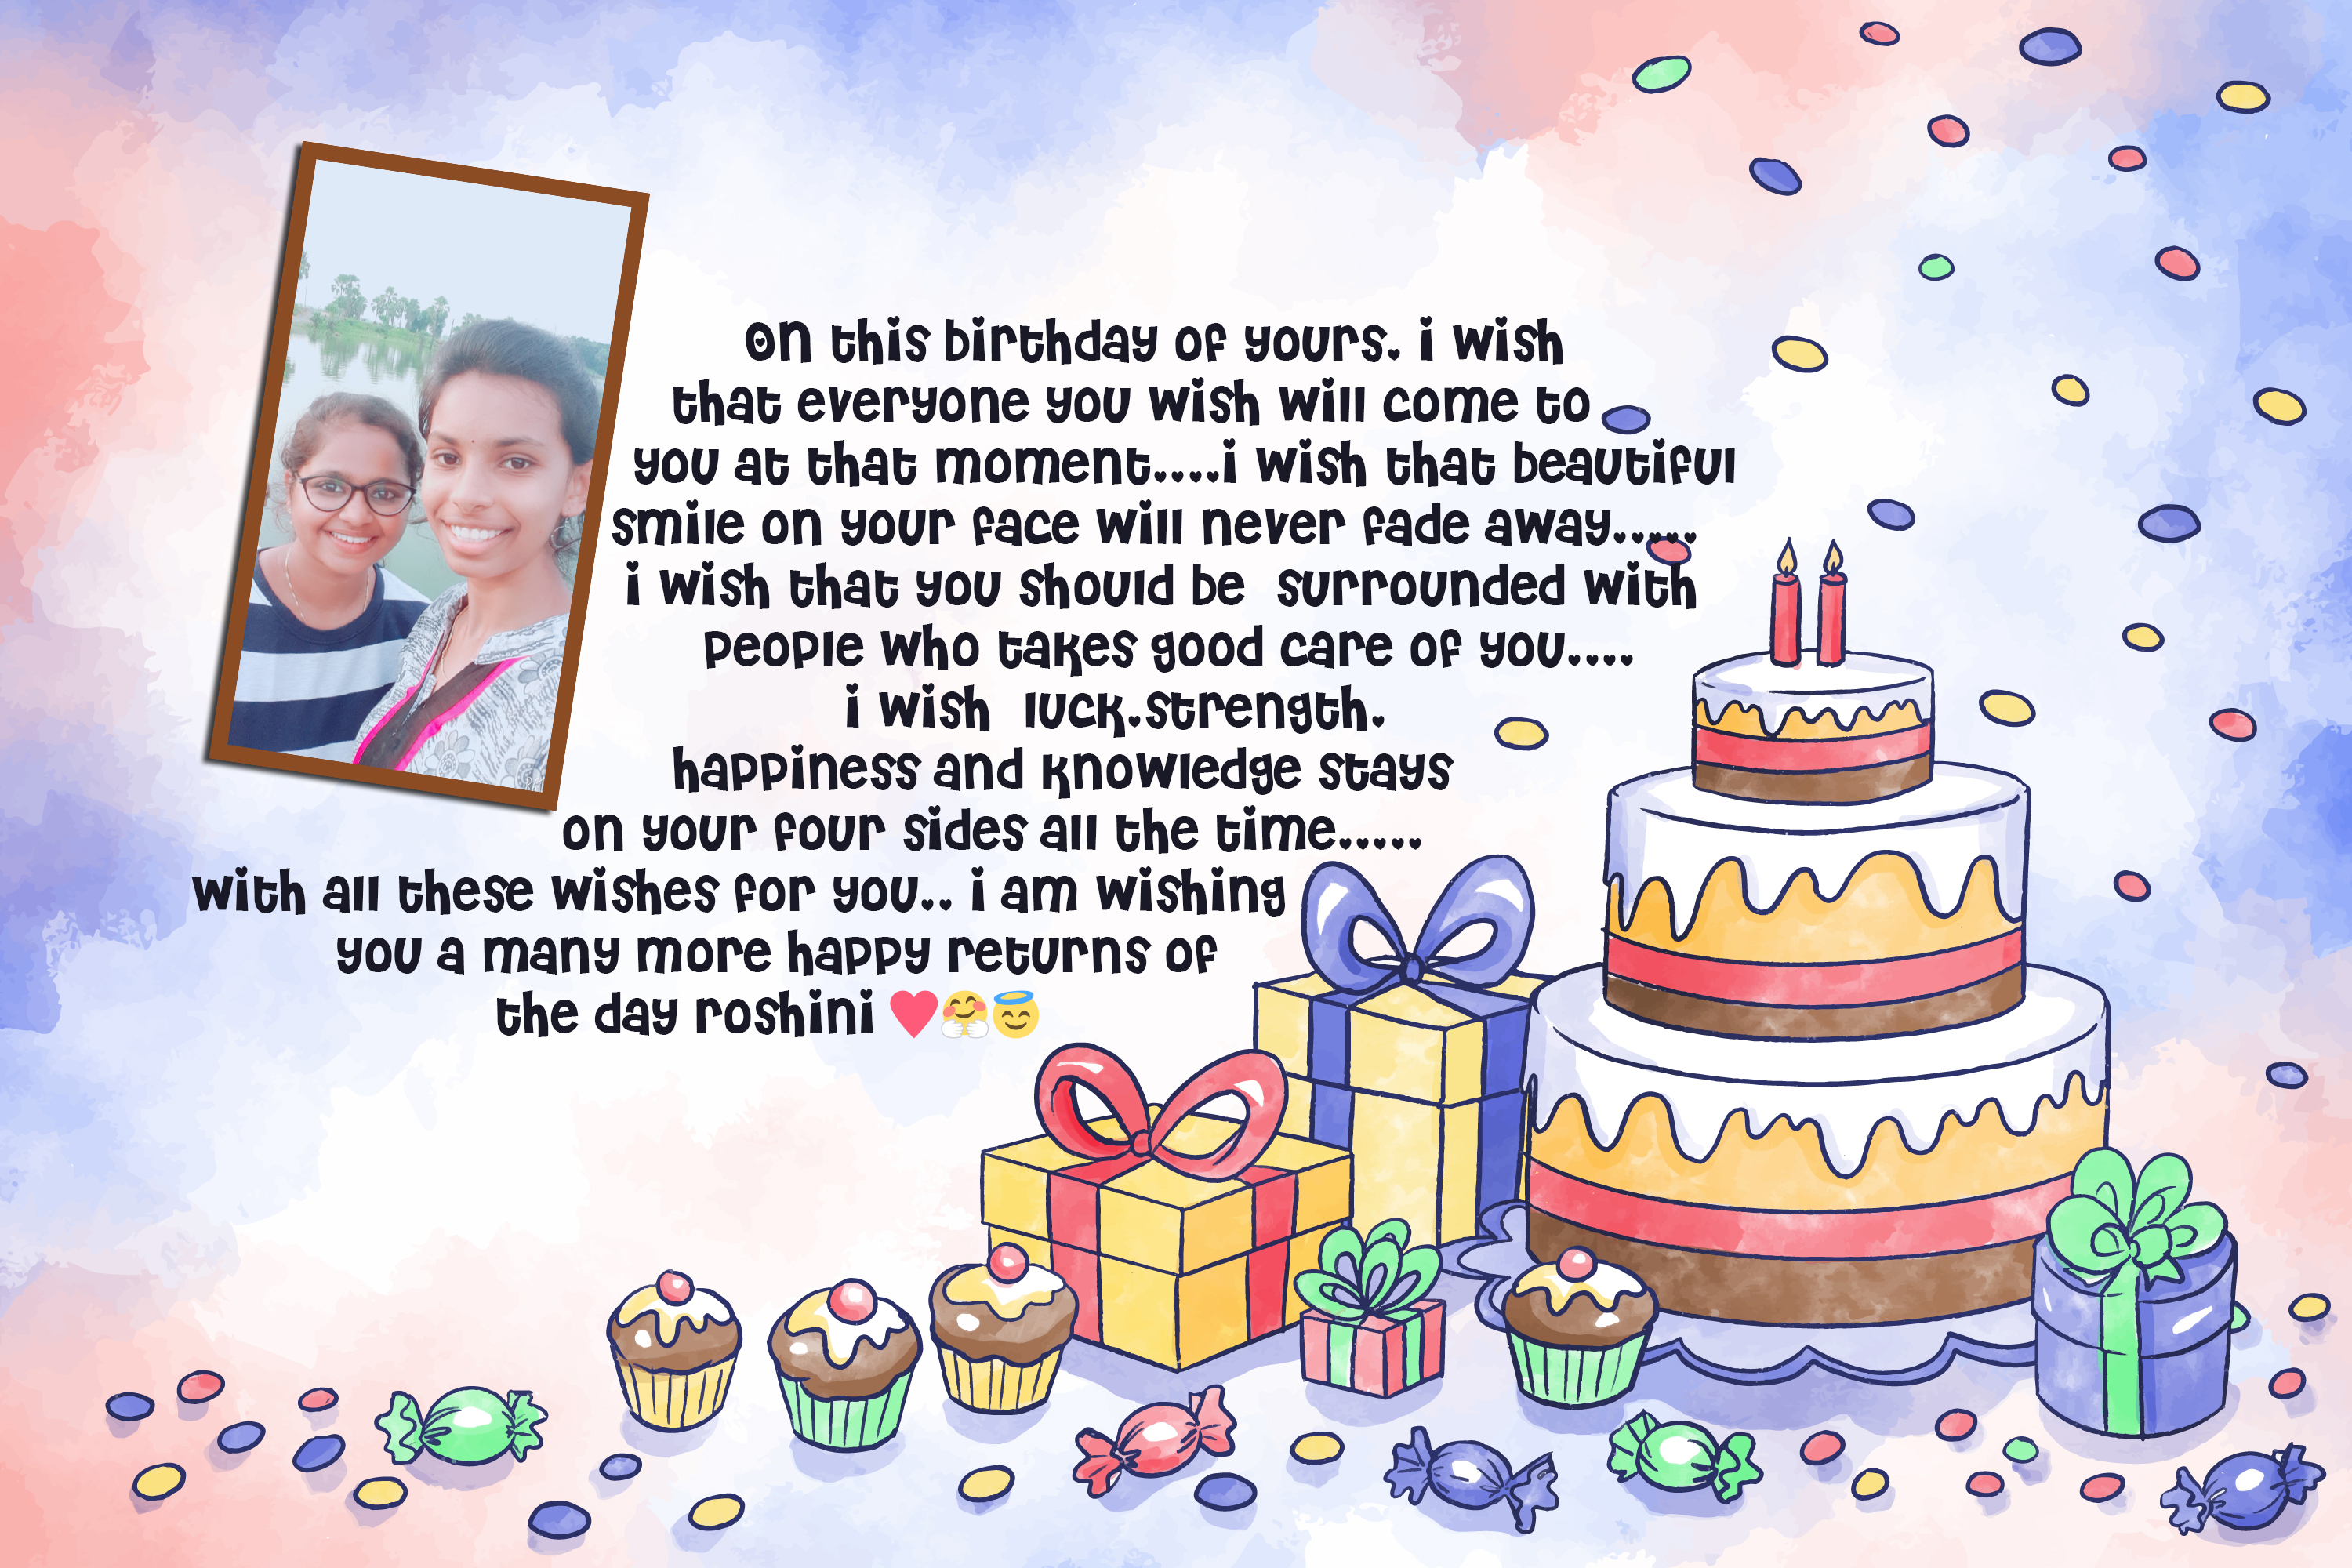 On this birthday of yours. i wish
that everyone you wish will come to
you at that moment....i wish that beautiful
smile on your face will never fade away.....
i wish that you should be  surrounded with
people who takes good care of you....
i wish  luck.strength.
happiness and knowledge stays
on your four sides all the time.....
with all these wishes for you.. i am wishing
you a many more happy returns of
the day roshini ❤️🤗😇